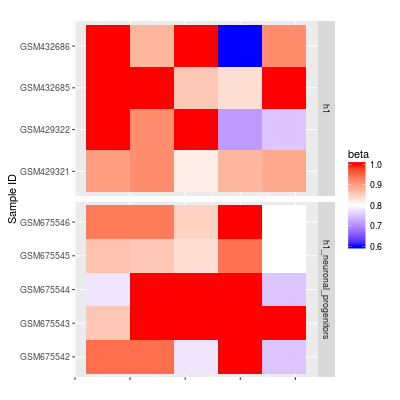 Sample ID
GSM432686
GSM432685
GSM429322
GSM429321
h1
GSM675546
GSM675545
GSM675544
GSM675543
GSM675542
h1_neuronal_progenitors
beta
1.0
0.9
0.8
0.7
0.6